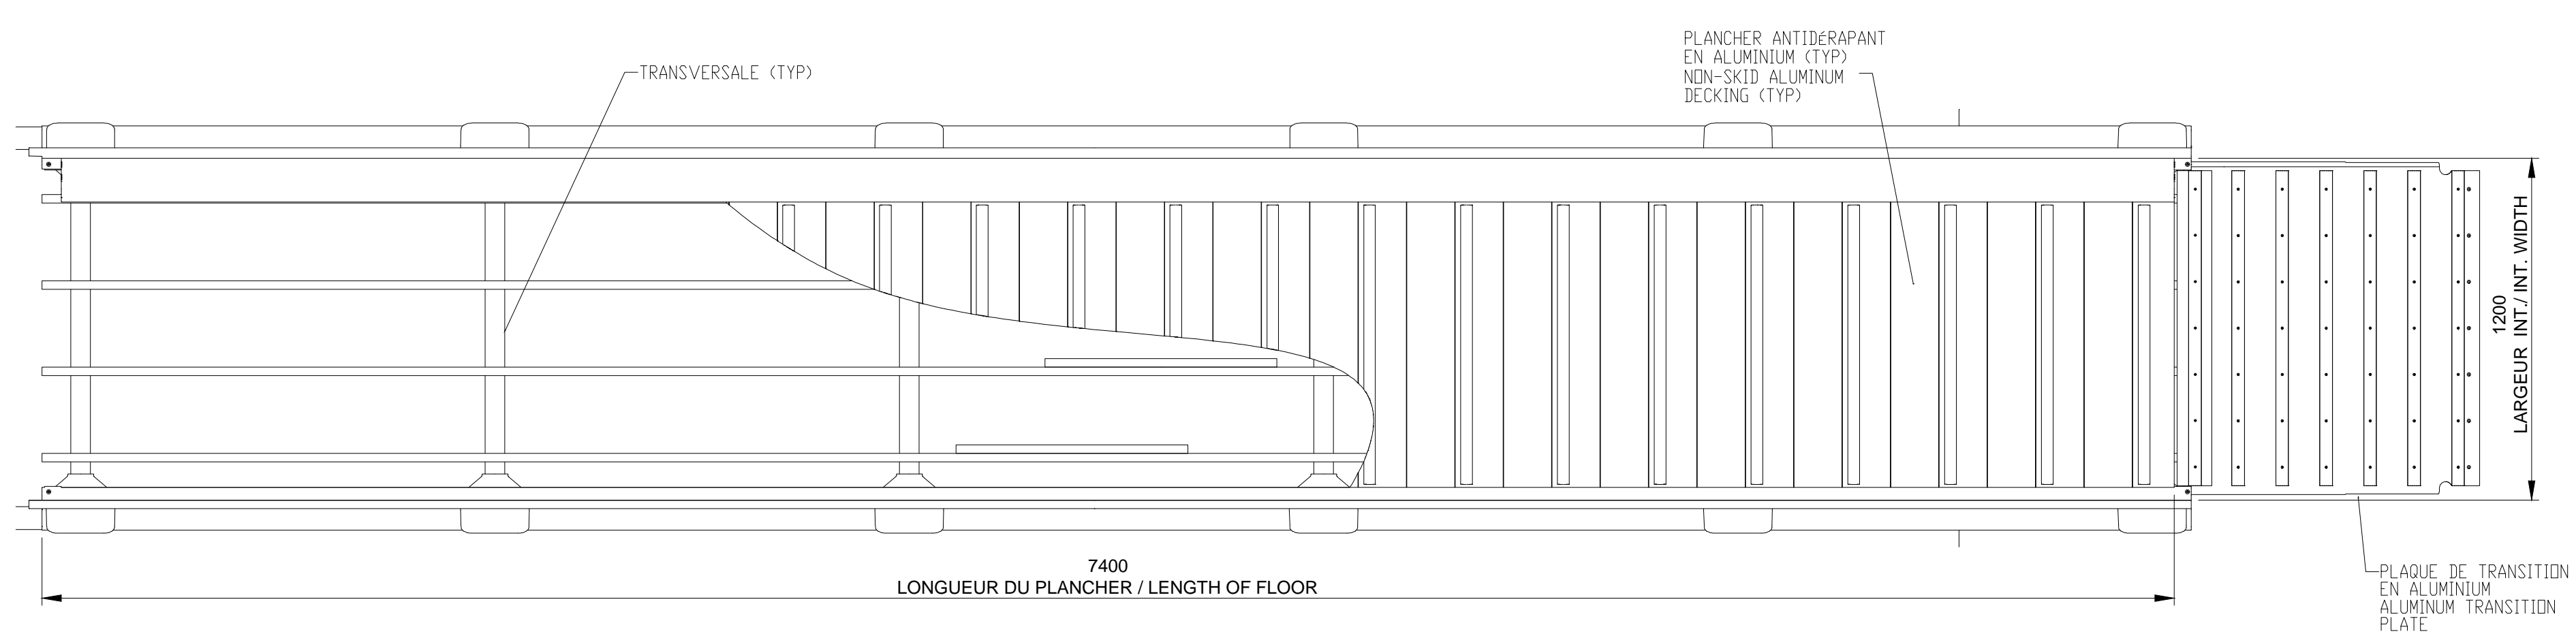 TRANSVERSALE (TYP)
PLANCHER ANTIDéRAPANT
EN ALUMINIUM (TYP)
NON-SKID ALUMINUM
DECKING (TYP)
1200
LARGEUR INT./ INT. WIDTH
7400
LONGUEUR DU PLANCHER / LENGTH OF FLOOR
PLAQUE DE TRANSITION
EN ALUMINIUM
ALUMINUM TRANSITION
PLATE